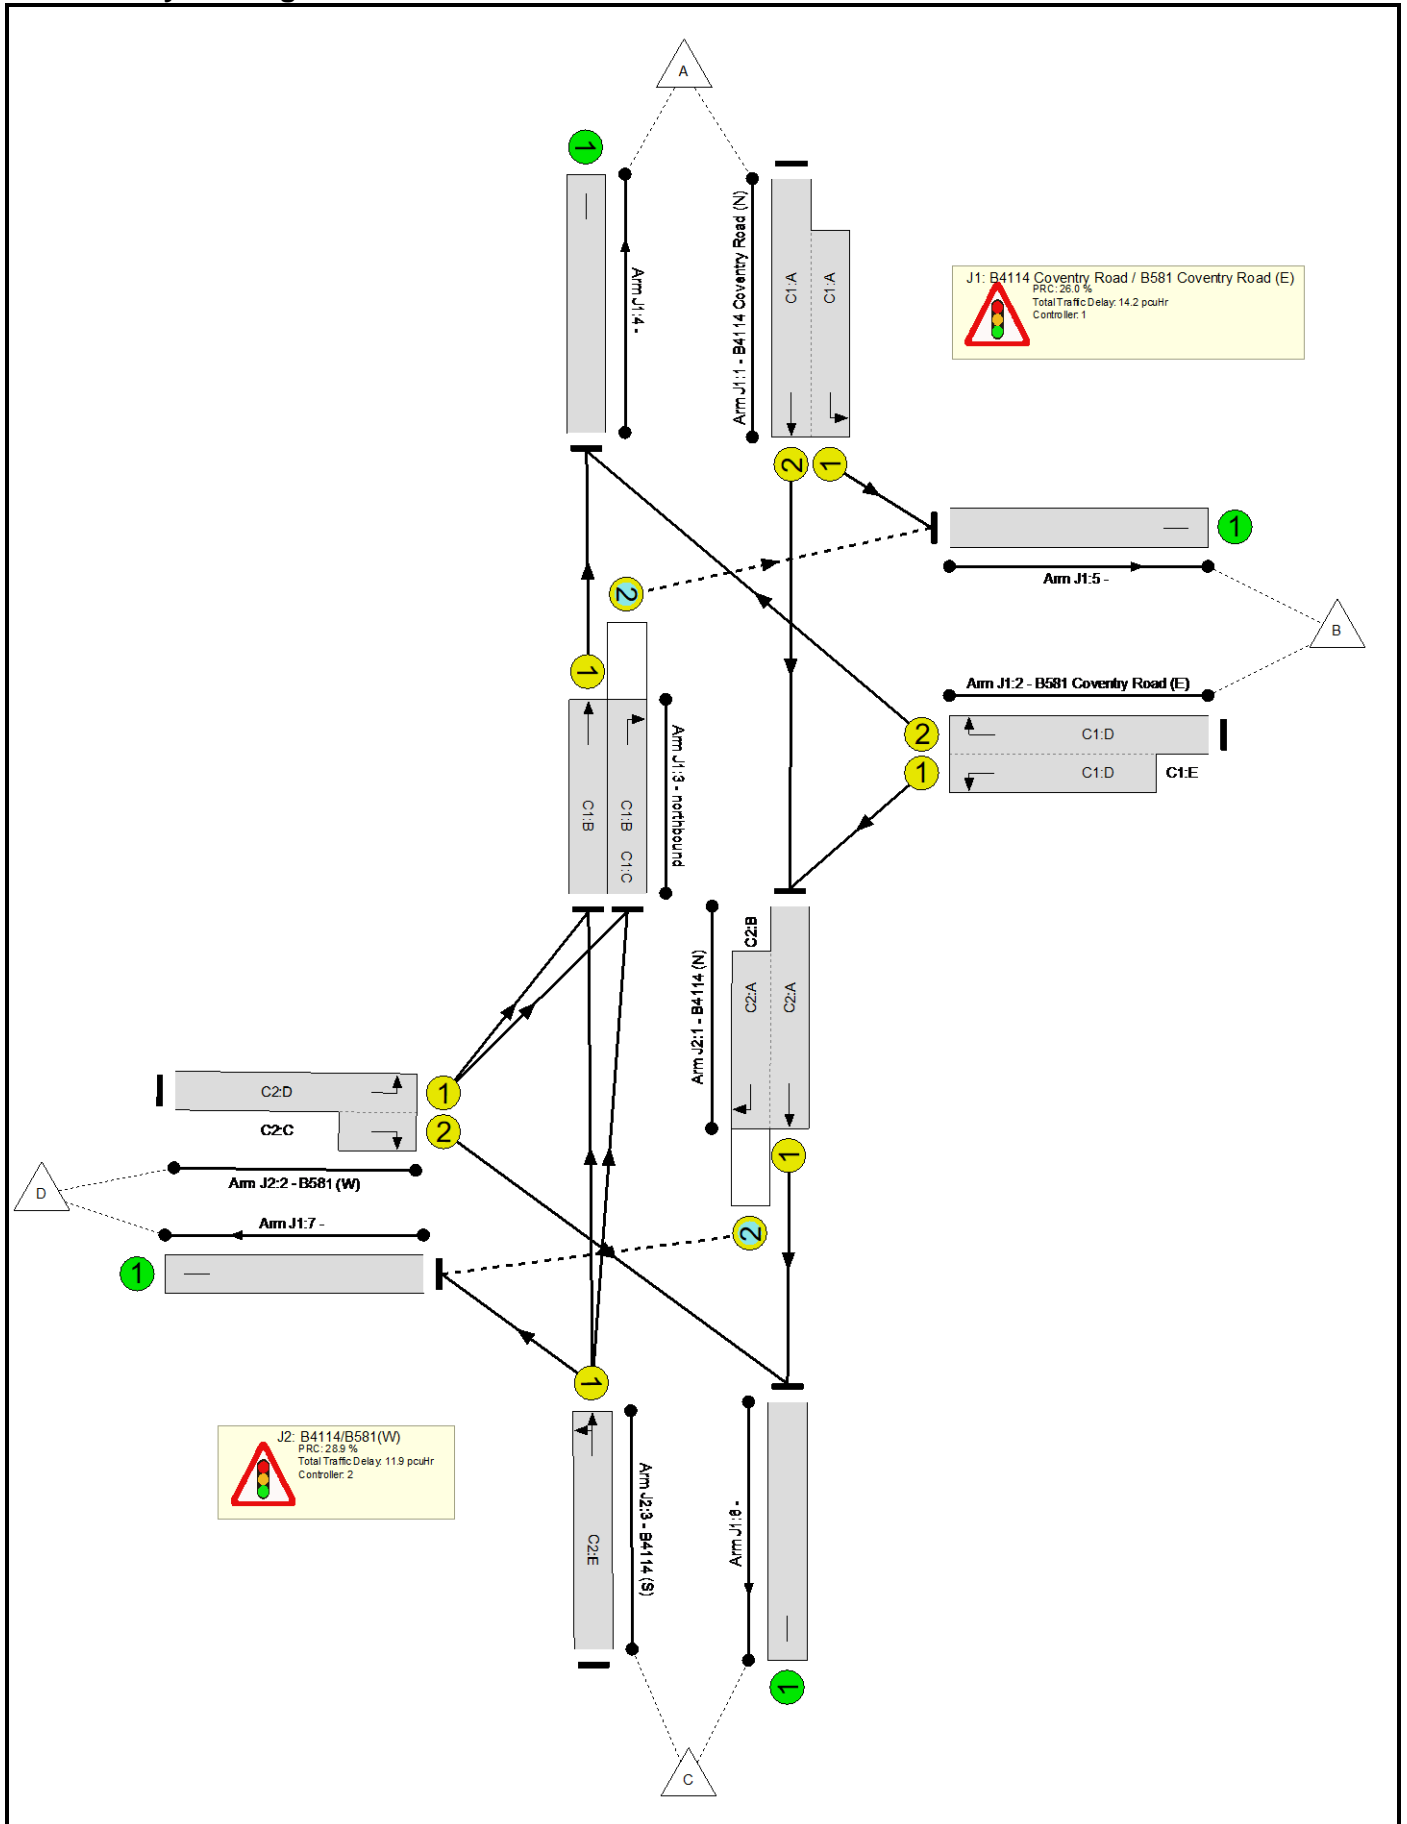 A
1
Arm J1:4 -
Arm J1:1 - B4114 Coventry Road (N)
C1:A
C1:A
J1: B4114 Coventry Road / B581 Coventry Road (E)
PRC: 26.0 %
Total Traffic Delay: 14.2 pcuHr
Controller: 1
2
1
1
Arm J1:5 -
B
2
1
Arm J1:2 - B581 Coventry Road (E)
2
C1:D
1
C1:D
C1:E
Arm J1:3 - northbound
C1:B
C1:B
C1:C
C2:B
Arm J2:1 - B4114 (N)
C2:A
C2:A
C2:D
1
C2:C
2
1
Arm J2:2 - B581 (W)
D
Arm J1:7 -
2
1
1
J2: B4114/B581(W)
PRC: 28.9 %
Total Traffic Delay: 11.9 pcuHr
Controller: 2
C2:E
Arm J2:3 - B4114 (S)
Arm J1:6 -
1
C